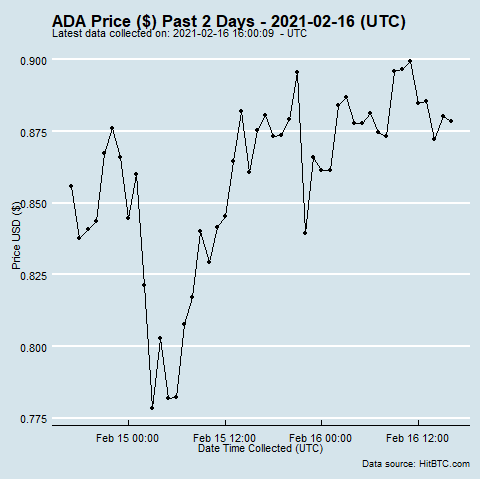 ADA Price ($) Past 2 Days - 2021-02-16 (UTC)
Latest data collected on: 2021-02-16 16:00:09 - UTC
0.900
0.875
0.850
Price USD ($)
0.825
0.800
0.775
Feb 15 00:00 Feb 15 12:00 Feb 16 00:00 Feb 16 12:00
Date Time Collected (UTC)
Data source: HitBTC.com